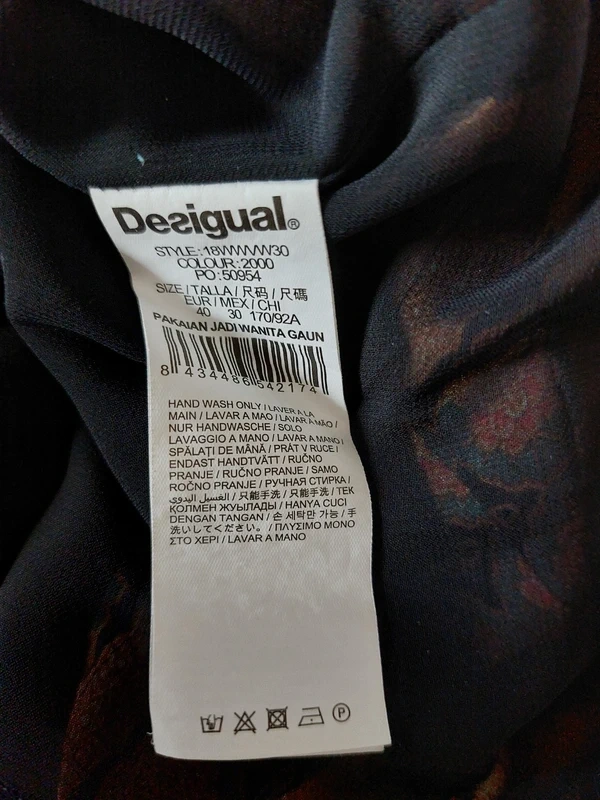 Desigual®
STYLE:18WWVW30
COLOUR:2000
PO:50954
SIZE/TALLA/尺码/尺碼
EUR/MEX/CHI
40 30 170/92A
PAKAIAN JADI WANITA GAUN
8 434486 542174
HAND WASH ONLY / LAVER A LA
MAIN / LAVAR A MAO / LAVAR A MÃO /
NUR HANDWASCHE / SOLO
LAVAGGIO A MANO / LAVAR A MANO /
SPĂLAȚI DE MÂNĂ / PRÁT V RUCE /
ENDAST HANDTVÄTT / RUČNO
PRANJE / RUČNO PRANJE / SAMO
ROČNO PRANJE / РУЧНАЯ СТИРКА /
الغسيل اليدوي / 只能手洗 / 只能手洗 / ТЕК
ҚОЛМЕН ЖУЫЛАДЫ / HANYA CUCI
DENGAN TANGAN / 손 세탁만 가능 / 手
洗いしてください。 / ΠΛΥΣΙΜΟ ΜΟΝΟ
ΣΤΟ ΧΕΡΙ / LAVAR A MANO
P